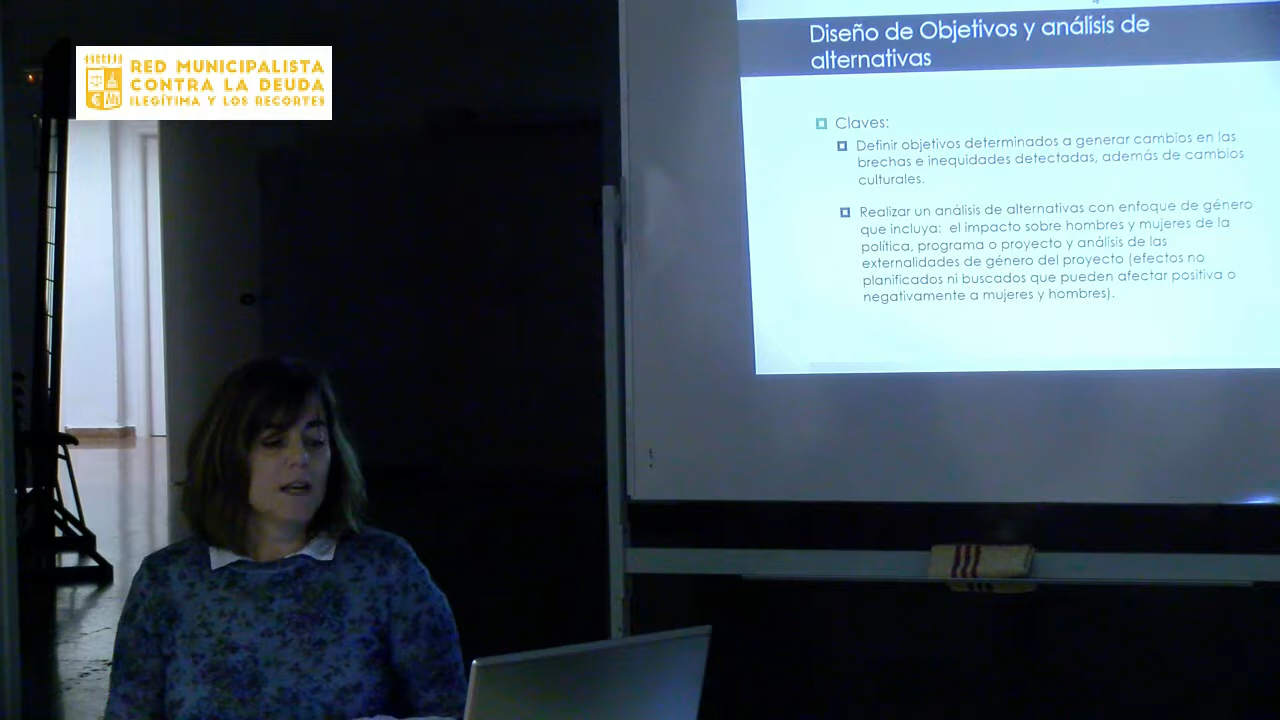 RED MUNICIPALISTA
CONTRA LA DEUDA
ILEGÍTIMA Y LOS RECORTES
Diseño de Objetivos y análisis de
alternativas
Claves:
Definir objetivos determinados a generar cambios en las
brechas e inequidades detectadas, además de cambios
culturales.
Realizar un análisis de alternativas con enfoque de género
que incluya: el impacto sobre hombres y mujeres de la
política, programa o proyecto y análisis de las
externalidades de género del proyecto (efectos no
planificados ni buscados que pueden afectar positiva o
negativamente a mujeres y hombres).